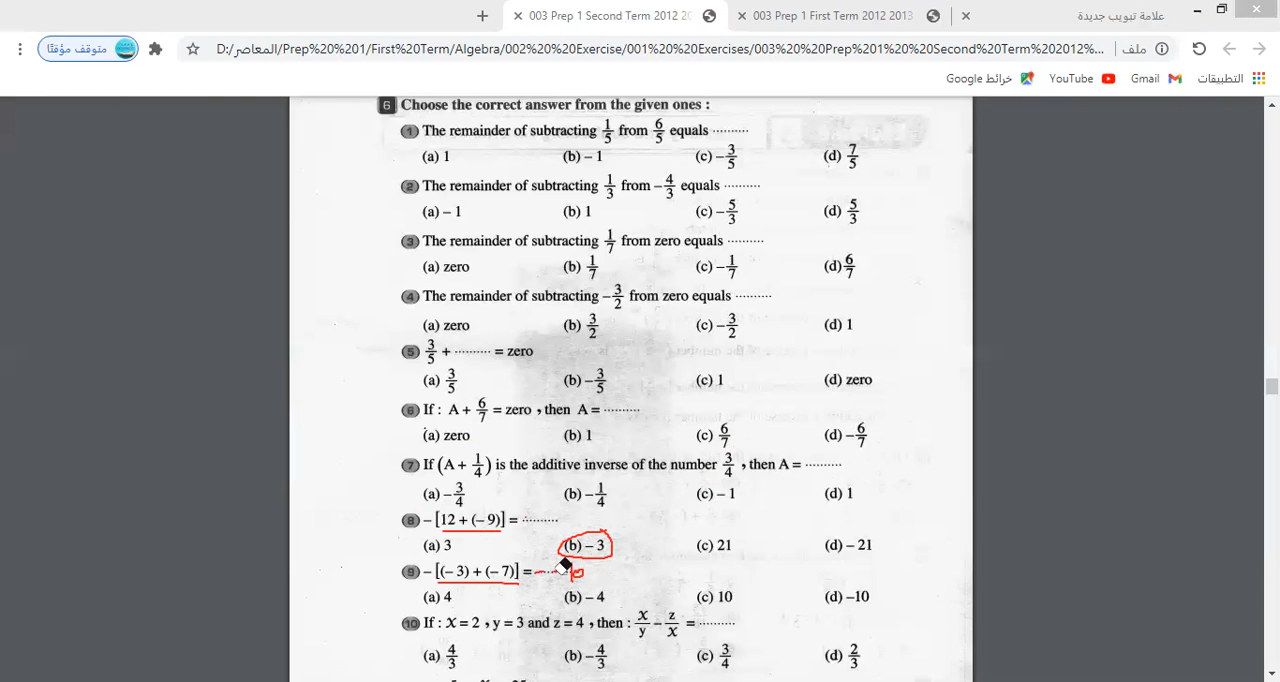 003 Prep 1 Second Term 2012 20
003 Prep 1 First Term 2012 2013
علامة تبويب جديدة
متوقف مؤقتًا
D:/المعاصر/Prep%20%201/First%20Term/Algebra/002%20%20Exercise/001%20%20Exercises/003%20%20Prep%201%20%20Second%20Term%202012%...
ملف
خرائط Google
YouTube
Gmail
التطبيقات
6 Choose the correct answer from the given ones :
1 The remainder of subtracting 1/5 from 6/5 equals ··········
(a) 1 (b) – 1 (c) – 3/5 (d) 7/5
2 The remainder of subtracting 1/3 from – 4/3 equals ··········
(a) – 1 (b) 1 (c) – 5/3 (d) 5/3
3 The remainder of subtracting 1/7 from zero equals ··········
(a) zero (b) 1/7 (c) – 1/7 (d) 6/7
4 The remainder of subtracting – 3/2 from zero equals ··········
(a) zero (b) 3/2 (c) – 3/2 (d) 1
5 3/5 + ·········· = zero
(a) 3/5 (b) – 3/5 (c) 1 (d) zero
6 If : A + 6/7 = zero , then A = ··········
(a) zero (b) 1 (c) 6/7 (d) – 6/7
7 If (A + 1/4) is the additive inverse of the number 3/4 , then A = ··········
(a) – 3/4 (b) – 1/4 (c) – 1 (d) 1
8 – [12 + (– 9)] = ··········
(a) 3 (b) – 3 (c) 21 (d) – 21
9 – [(– 3) + (– 7)] = ··········
(a) 4 (b) – 4 (c) 10 (d) –10
10 If : X = 2 , y = 3 and z = 4 , then : X/y – z/X = ··········
(a) 4/3 (b) – 4/3 (c) 3/4 (d) 2/3